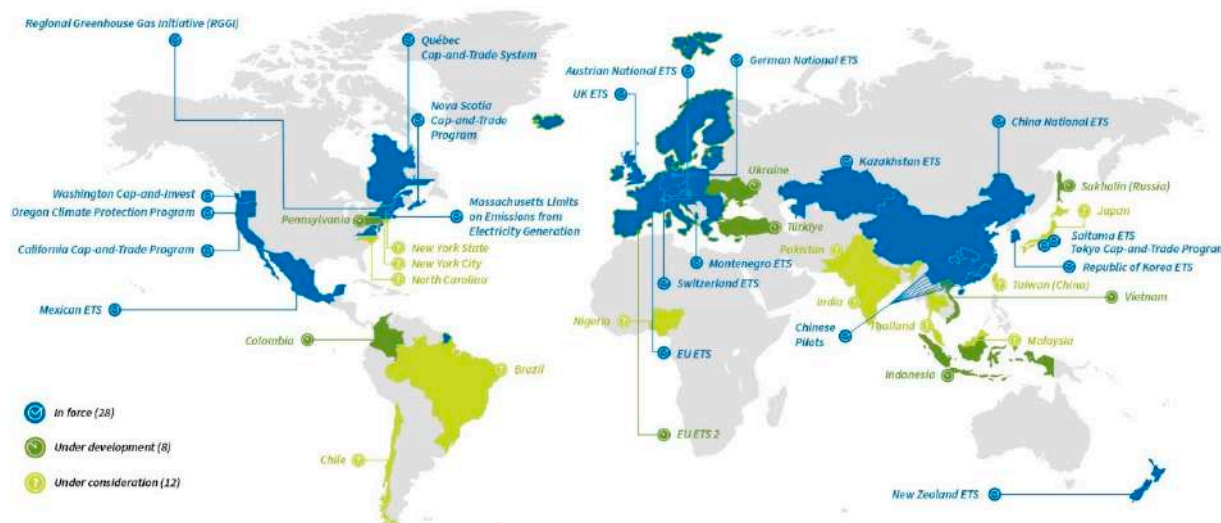 Regional Greenhouse Gas Initiative (RGGI)
Québec
Cap-and-Trade System
Nova Scotia
Cap-and-Trade
Program
Washington Cap-and-Invest
Oregon Climate Protection Program
California Cap-and-Trade Program
Mexican ETS
Pennsylvania
Massachusetts Limits
on Emissions from
Electricity Generation
New York State
New York City
North Carolina
Colombia
Brazil
Chile
Austrian National ETS
German National ETS
UK ETS
Ukraine
Türkiye
Montenegro ETS
Switzerland ETS
Nigeria
EU ETS
EU ETS 2
Kazakhstan ETS
China National ETS
Sakhalin (Russia)
Japan
Saitama ETS
Tokyo Cap-and-Trade Program
Republic of Korea ETS
Pakistan
India
Taiwan (China)
Vietnam
Chinese
Pilots
Thailand
Malaysia
Indonesia
New Zealand ETS
In force (28)
Under development (8)
Under consideration (12)